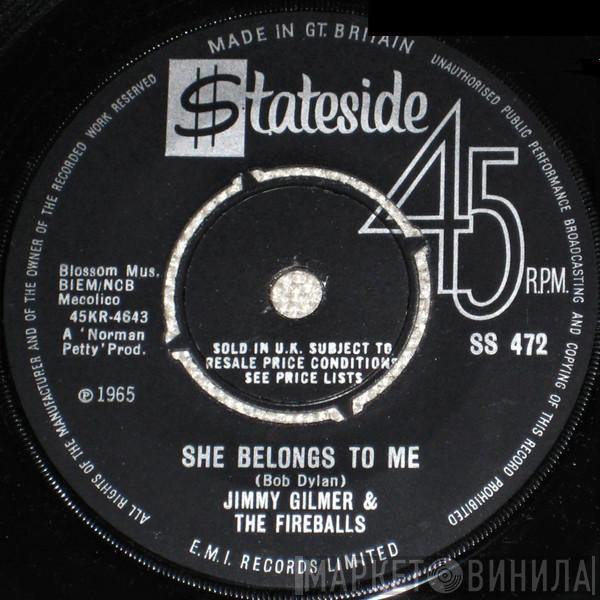 MADE IN GT. BRITAIN
$tateside
45
R.P.M.
UNAUTHORISED PUBLIC PERFORMANCE BROADCASTING AND COPYING OF THIS RECORD PROHIBITED
ALL RIGHTS OF THE MANUFACTURER AND OF THE OWNER OF THE RECORDED WORK RESERVED
Blossom Mus.
BIEM/NCB
Mecolico
45KR-4643
A 'Norman
Petty' Prod.
℗ 1965
SOLD IN U.K. SUBJECT TO
RESALE PRICE CONDITIONS
SEE PRICE LISTS
SS 472
SHE BELONGS TO ME
(Bob Dylan)
JIMMY GILMER &
THE FIREBALLS
E.M.I. RECORDS LIMITED
МАРКЕТ ВИНИЛА